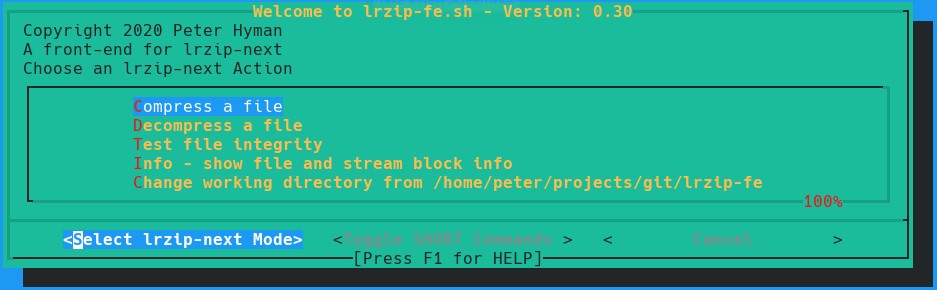 Welcome to lrzip-fe.sh - Version: 0.30
Copyright 2020 Peter Hyman
A front-end for lrzip-next
Choose an lrzip-next Action
Compress a file
Decompress a file
Test file integrity
Info - show file and stream block info
Change working directory from /home/peter/projects/git/lrzip-fe
100%
<Select lrzip-next Mode> <Toggle SHORT Commands > < Cancel >
[Press F1 for HELP]